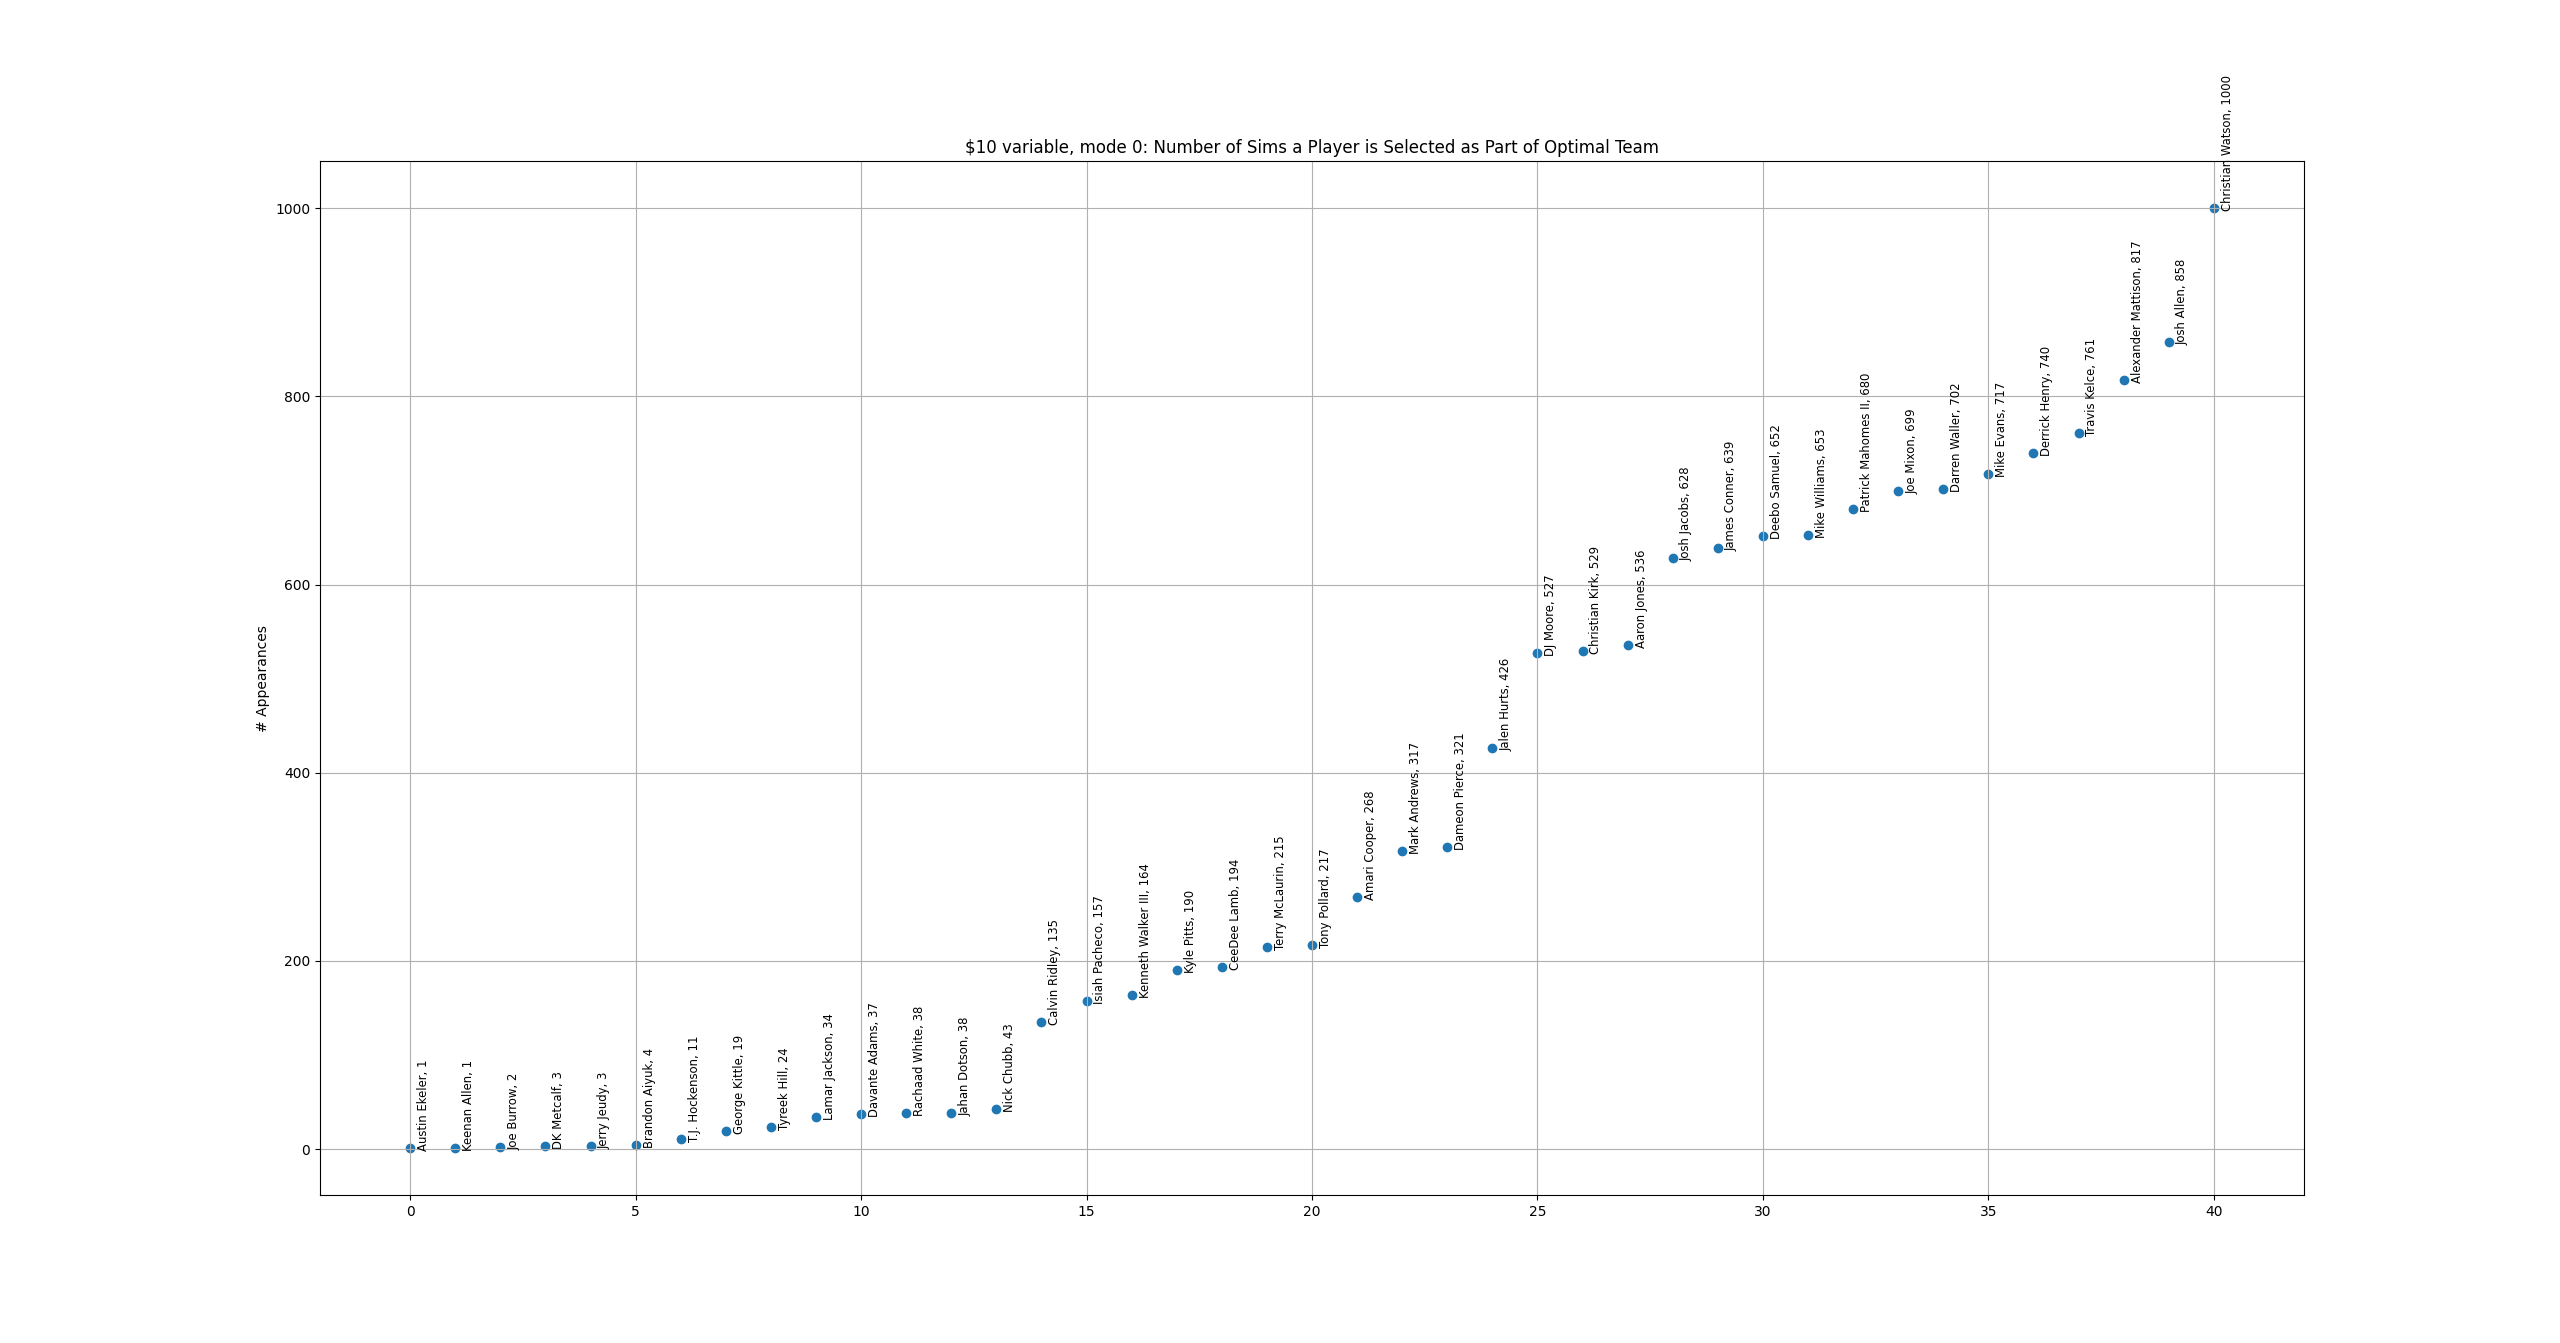 $10 variable, mode 0: Number of Sims a Player is Selected as Part of Optimal Team
# Appearances
1000
800
600
400
200
0
Austin Ekeler, 1
Keenan Allen, 1
Joe Burrow, 2
DK Metcalf, 3
Jerry Jeudy, 3
Brandon Aiyuk, 4
T.J. Hockenson, 11
George Kittle, 19
Tyreek Hill, 24
Lamar Jackson, 34
Davante Adams, 37
Rachaad White, 38
Jahan Dotson, 38
Nick Chubb, 43
Calvin Ridley, 135
Isiah Pacheco, 157
Kenneth Walker III, 164
Kyle Pitts, 190
CeeDee Lamb, 194
Terry McLaurin, 215
Tony Pollard, 217
Amari Cooper, 268
Mark Andrews, 317
Dameon Pierce, 321
Jalen Hurts, 426
DJ Moore, 527
Christian Kirk, 529
Aaron Jones, 536
Josh Jacobs, 628
James Conner, 639
Deebo Samuel, 652
Mike Williams, 653
Patrick Mahomes II, 680
Joe Mixon, 699
Darren Waller, 702
Mike Evans, 717
Derrick Henry, 740
Travis Kelce, 761
Alexander Mattison, 817
Josh Allen, 858
Christian Watson, 1000
0
5
10
15
20
25
30
35
40